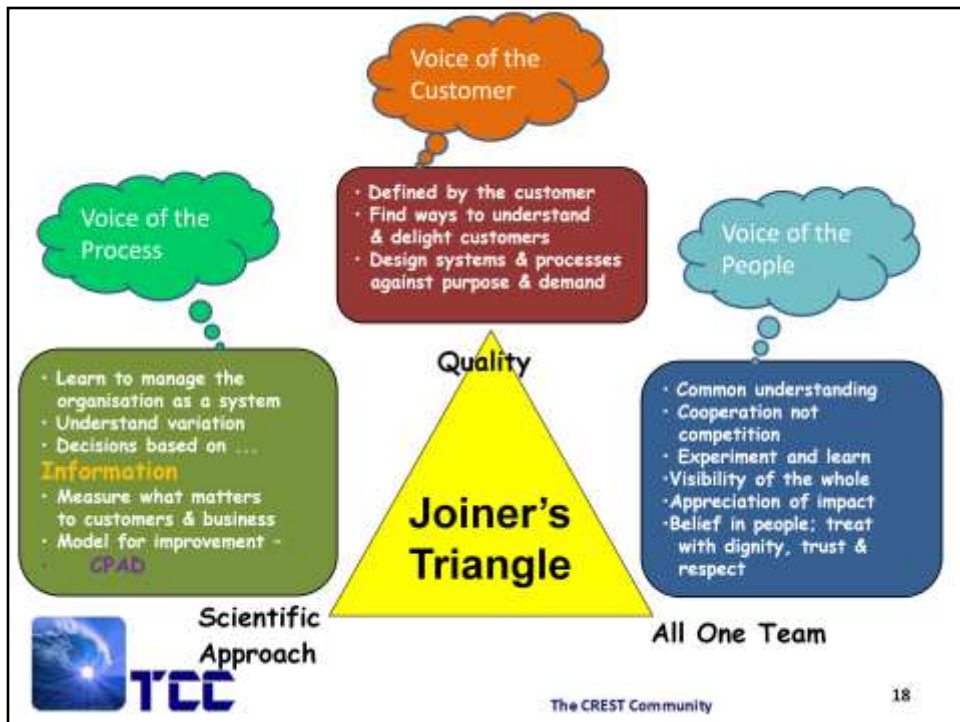 Voice of the
Customer
• Defined by the customer
• Find ways to understand
& delight customers
• Design systems & processes
against purpose & demand
Voice of the
Process
• Learn to manage the
organisation as a system
• Understand variation
• Decisions based on ...
Information
• Measure what matters
to customers & business
• Model for improvement -
• CPAD
Voice of the
People
• Common understanding
• Cooperation not
competition
• Experiment and learn
•Visibility of the whole
•Appreciation of impact
•Belief in people; treat
with dignity, trust &
respect
Quality
Joiner's
Triangle
Scientific
Approach
All One Team
TCC
The CREST Community
18